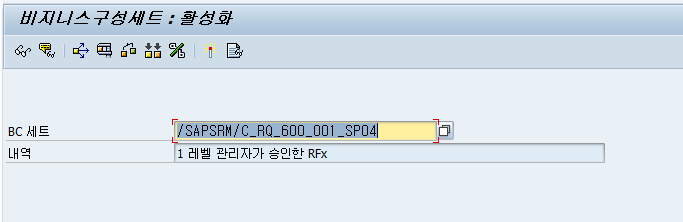 비지니스구성세트 : 활성화
BC 세트
/SAPSRM/C_RQ_600_001_SP04
내역
1 레벨 관리자가 승인한 RFx